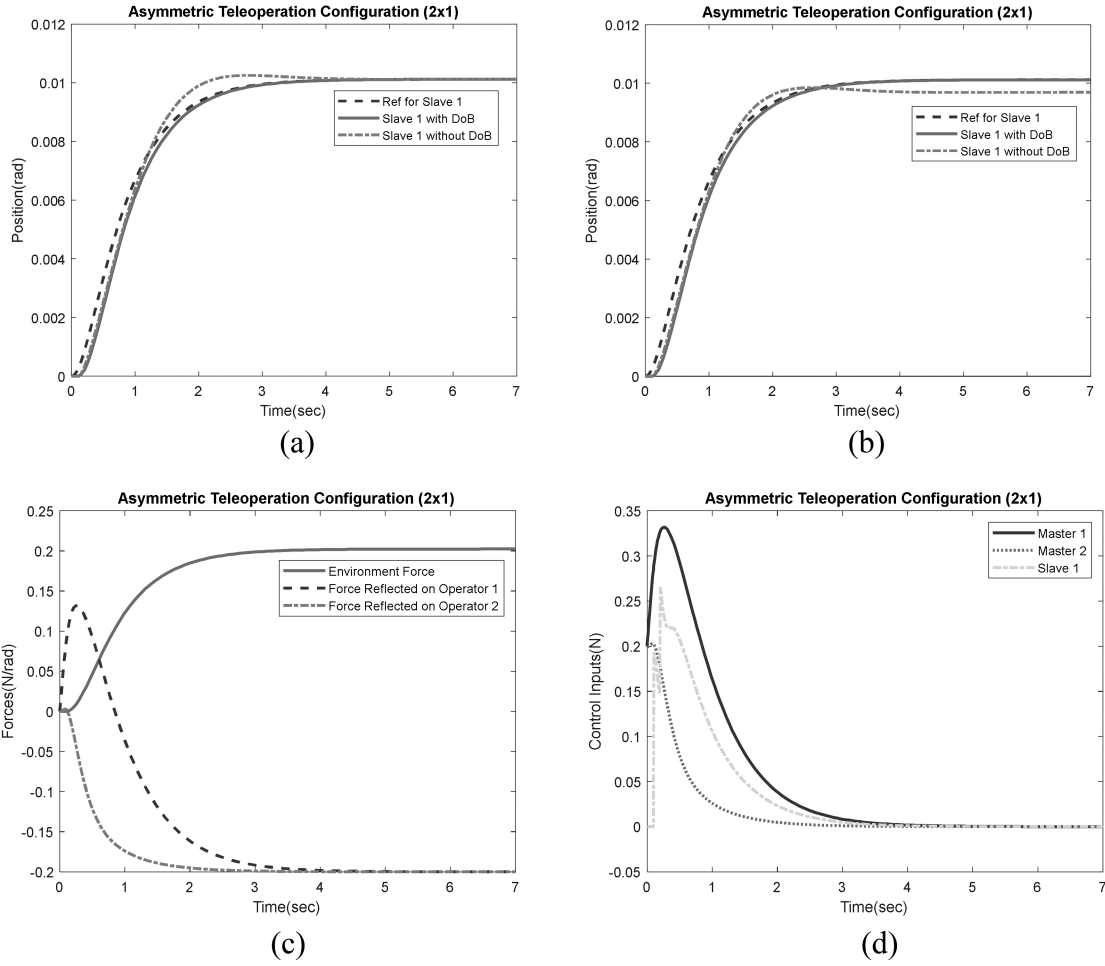 Asymmetric Teleoperation Configuration (2x1)
0.012
0.01
0.008
0.006
0.004
0.002
0
Position(rad)
Ref for Slave 1
Slave 1 with DoB
Slave 1 without DoB
0 1 2 3 4 5 6 7
Time(sec)
(a)
Asymmetric Teleoperation Configuration (2x1)
0.012
0.01
0.008
0.006
0.004
0.002
0
Position(rad)
Ref for Slave 1
Slave 1 with DoB
Slave 1 without DoB
0 1 2 3 4 5 6 7
Time(sec)
(b)
Asymmetric Teleoperation Configuration (2x1)
0.25
0.2
0.15
0.1
0.05
0
-0.05
-0.1
-0.15
-0.2
Forces(N/rad)
Environment Force
Force Reflected on Operator 1
Force Reflected on Operator 2
0 1 2 3 4 5 6 7
Time(sec)
(c)
Asymmetric Teleoperation Configuration (2x1)
0.35
0.3
0.25
0.2
0.15
0.1
0.05
0
-0.05
Control Inputs(N)
Master 1
Master 2
Slave 1
0 1 2 3 4 5 6 7
Time(sec)
(d)